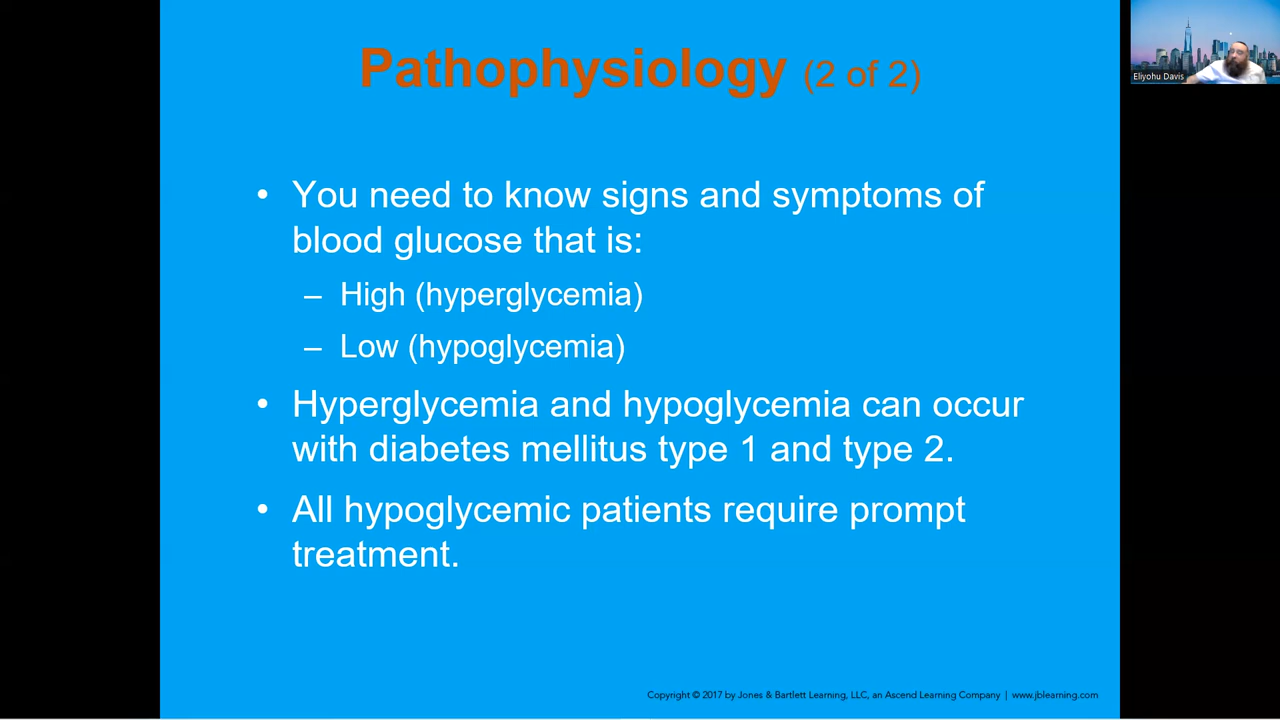 Pathophysiology (2 of 2)
• You need to know signs and symptoms of
blood glucose that is:
– High (hyperglycemia)
– Low (hypoglycemia)
• Hyperglycemia and hypoglycemia can occur
with diabetes mellitus type 1 and type 2.
• All hypoglycemic patients require prompt
treatment.
Copyright © 2017 by Jones & Bartlett Learning, LLC, an Ascend Learning Company | www.jblearning.com
Eliyohu Davis